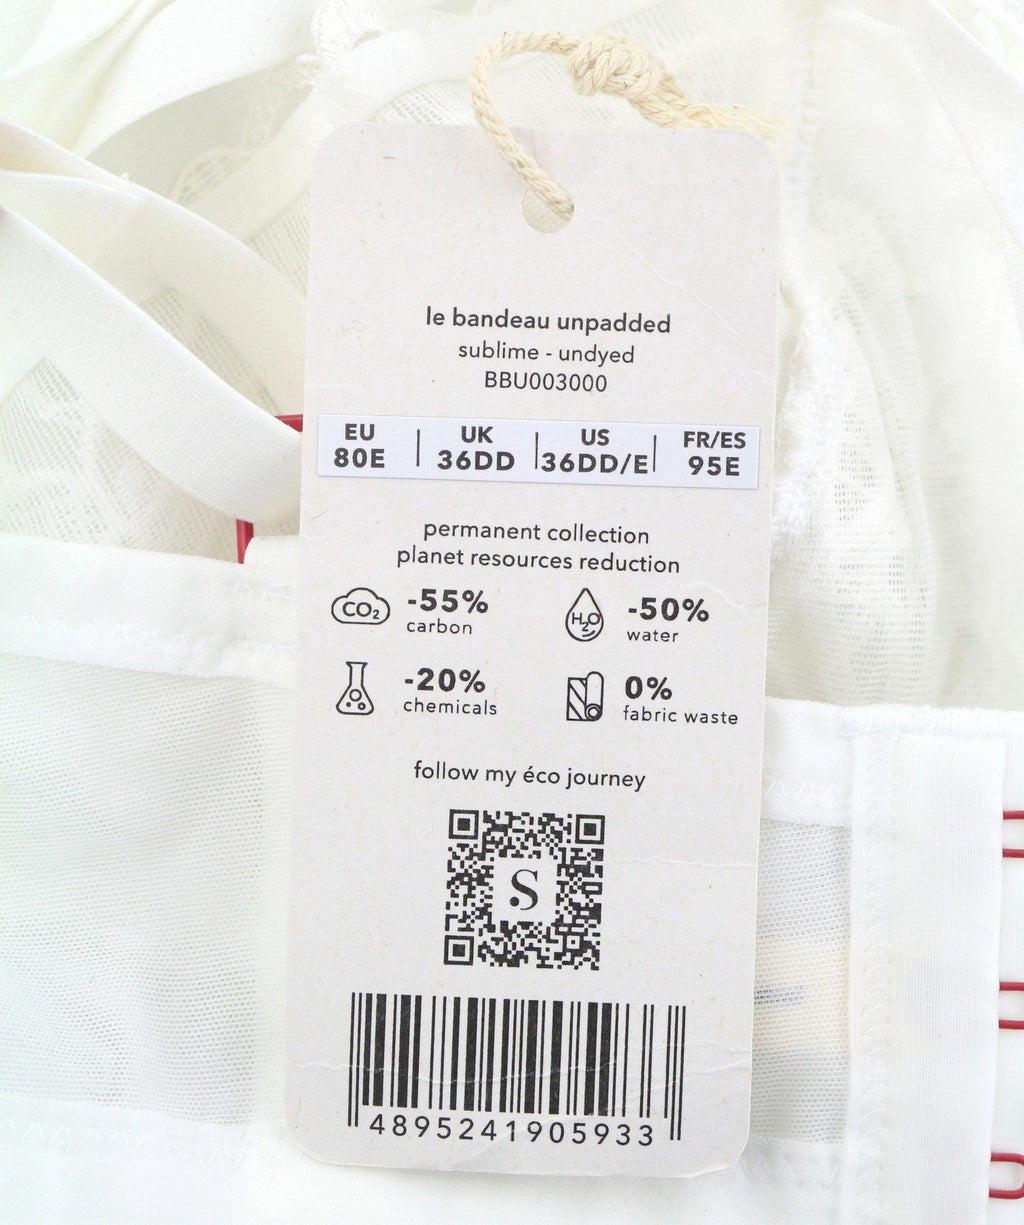 le bandeau unpadded
sublime - undyed
BBU003000
EU | UK | US | FR/ES
80E | 36DD | 36DD/E | 95E
permanent collection
planet resources reduction
CO2 -55% H2O -50%
carbon water
-20% 0%
chemicals fabric waste
follow my éco journey
S
4895241905933